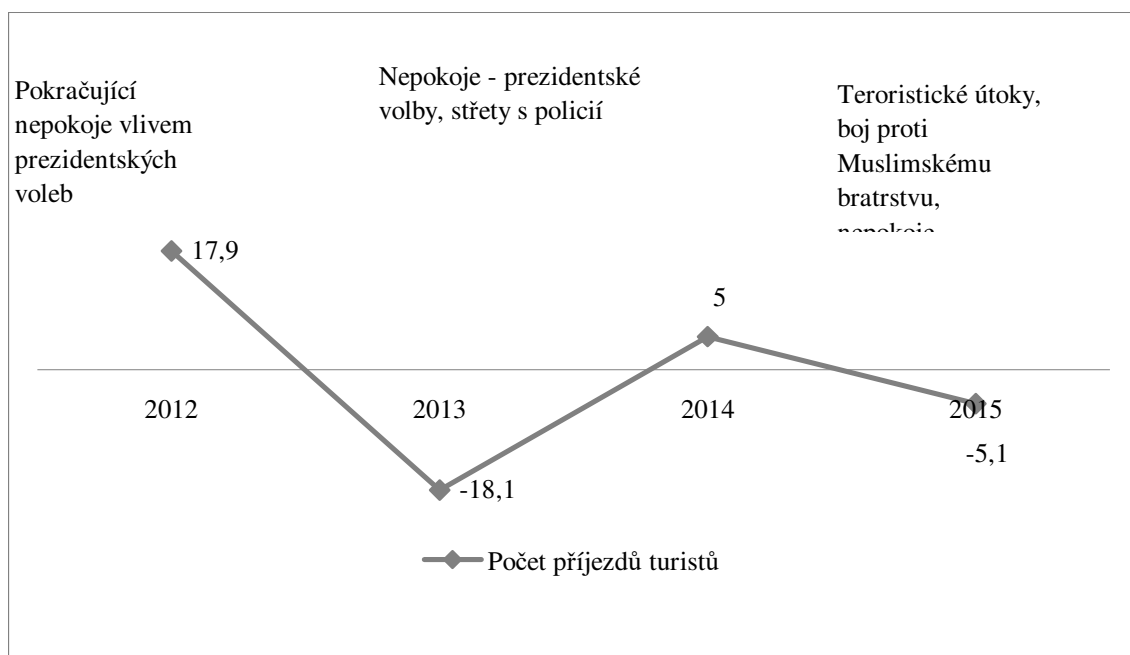 Pokračující
nepokoje vlivem
prezidentských
voleb
Nepokoje - prezidentské
volby, střety s policií
Teroristické útoky,
boj proti
Muslimskému
bratrstvu,
nepokoje
17,9
5
2012
2013
2014
2015
-5,1
-18,1
Počet příjezdů turistů